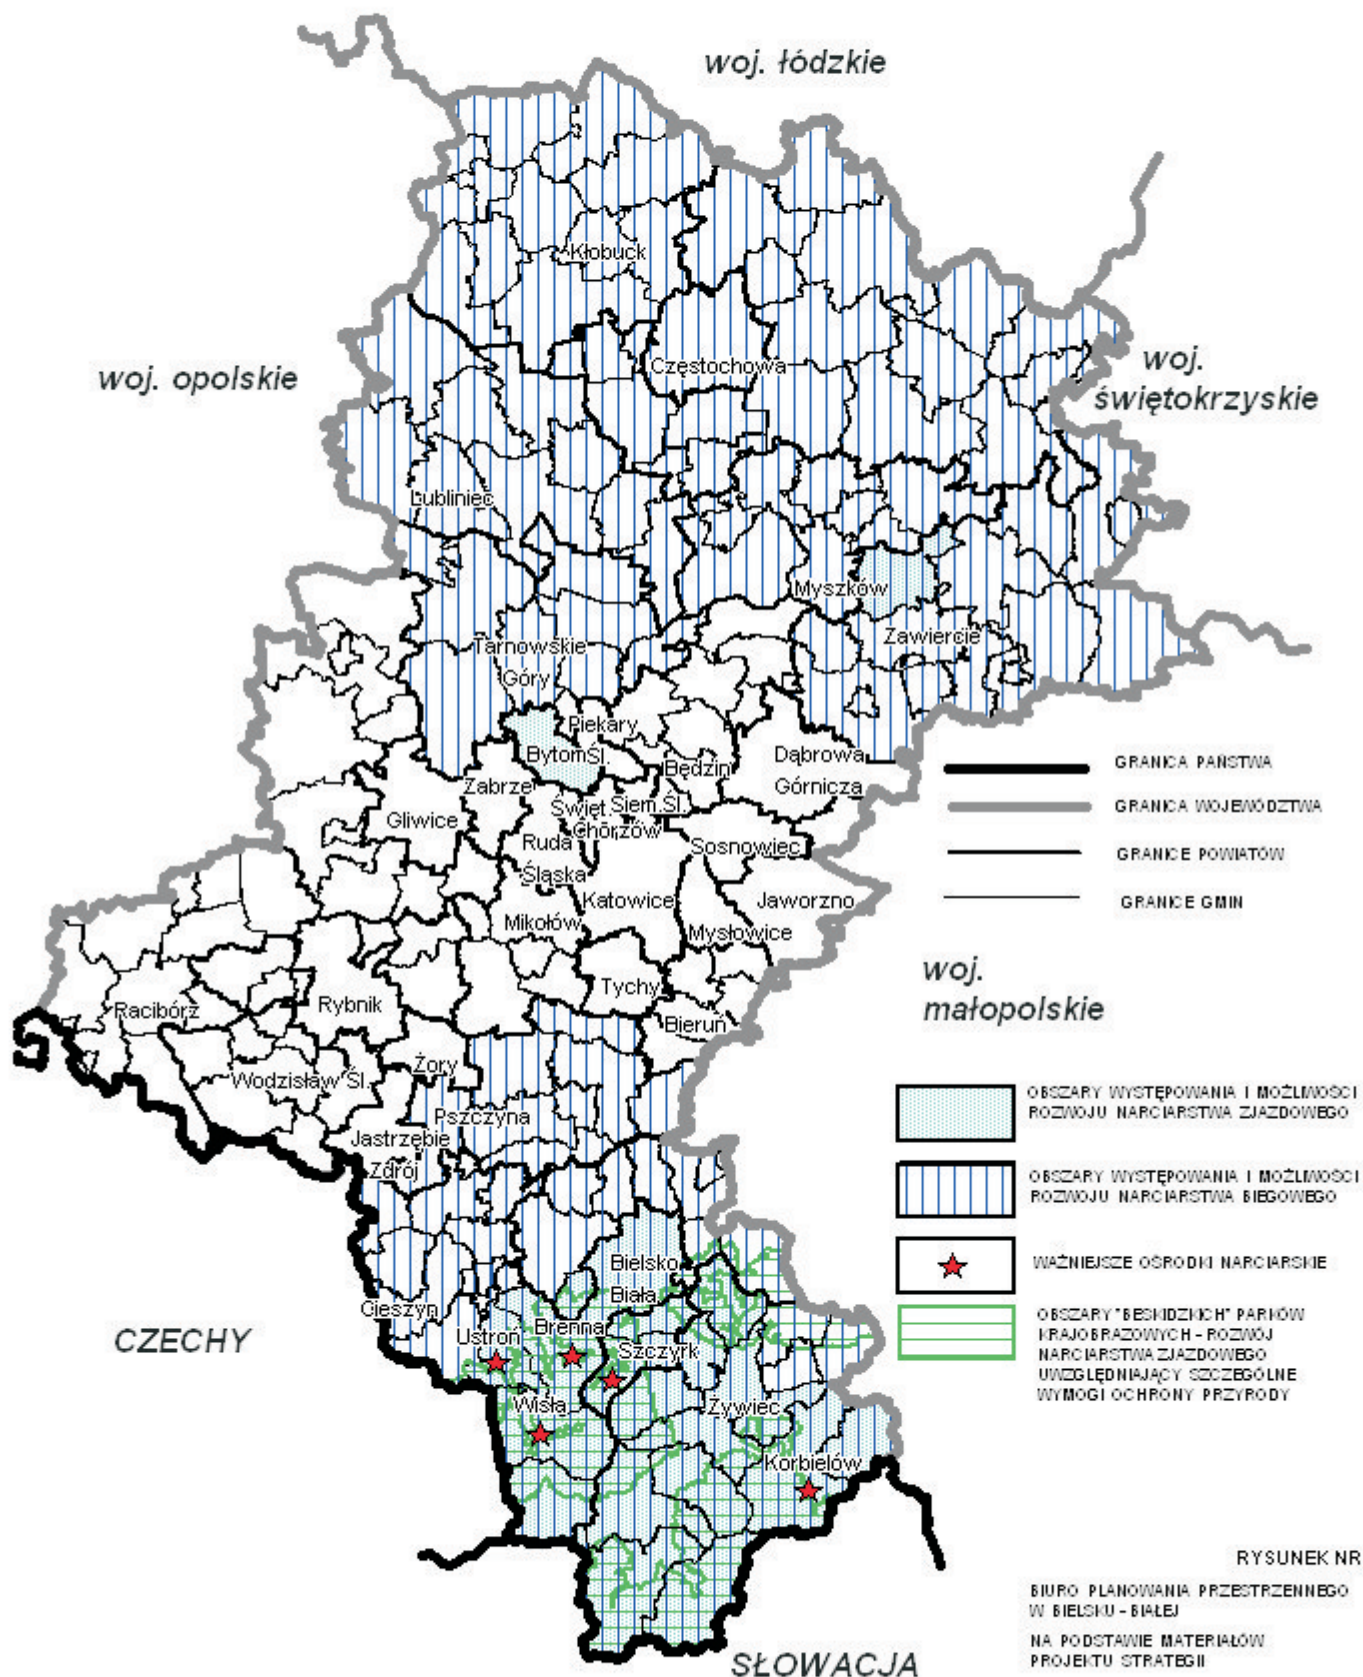 woj. łódzkie
Kłobuck
woj. opolskie
Częstochowa
woj.
świętokrzyskie
Lubliniec
Myszków
Zawiercie
Tarnowskie
Góry
Piekary
Bytom Śl.
Będzin
Dąbrowa
Górnicza
Zabrze
Święt.
Siem.Śl.
Gliwice
Chorzów
Ruda
Śląska
Sosnowiec
Katowice
Jaworzno
Mikołów
Mysłowice
Tychy
Racibórz
Rybnik
Bieruń
Żory
Wodzisław Śl.
Pszczyna
Jastrzębie
Zdrój
Bielsko
Biała
Cieszyn
Ustroń
Brenna
Szczyrk
Wisła
Żywiec
Korbielów
CZECHY
SŁOWACJA
GRANICA PAŃSTWA
GRANICA WOJEWÓDZTWA
GRANICE POWIATÓW
GRANICE GMIN
woj.
małopolskie
OBSZARY WYSTĘPOWANIA I MOŻLIWOŚCI
ROZWOJU NARCIARSTWA ZJAZDOWEGO
OBSZARY WYSTĘPOWANIA I MOŻLIWOŚCI
ROZWOJU NARCIARSTWA BIEGOWEGO
WAŻNIEJSZE OŚRODKI NARCIARSKIE
OBSZARY "BESKIDZKICH" PARKÓW
KRAJOBRAZOWYCH - ROZWÓJ
NARCIARSTWA ZJAZDOWEGO
UWZGLĘDNIAJĄCY SZCZEGÓLNE
WYMOGI OCHRONY PRZYRODY
RYSUNEK NR
BIURO PLANOWANIA PRZESTRZENNEGO
W BIELSKU - BIAŁEJ
NA PODSTAWIE MATERIAŁÓW
PROJEKTU STRATEGII